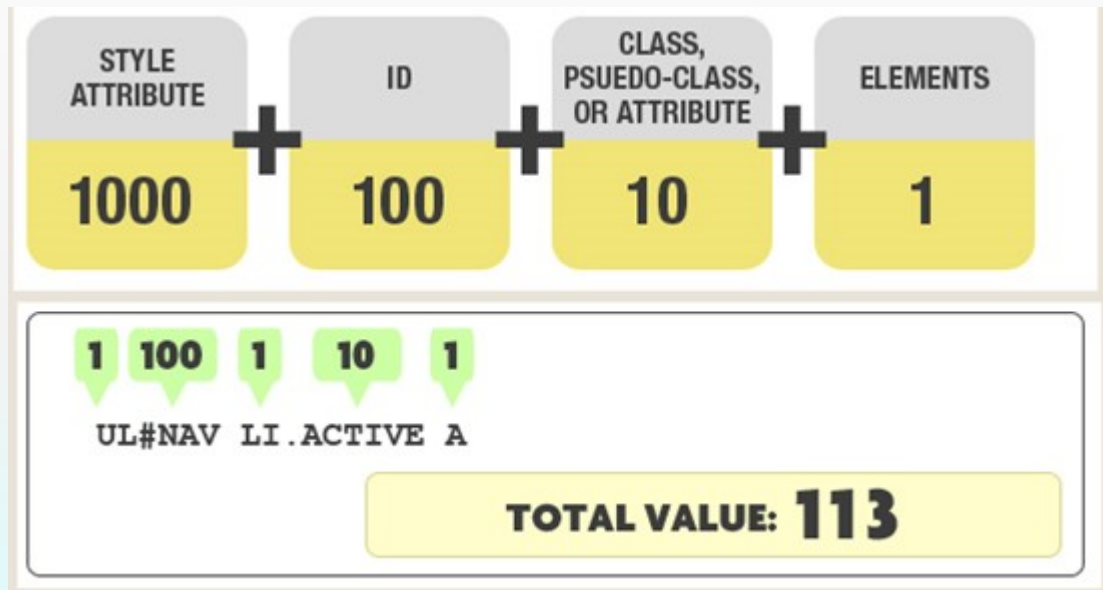 STYLE
ATTRIBUTE
ID
CLASS,
PSUEDO-CLASS,
OR ATTRIBUTE
ELEMENTS
+
+
+
1000
100
10
1
1 100 1 10 1
UL#NAV LI.ACTIVE A
TOTAL VALUE: 113